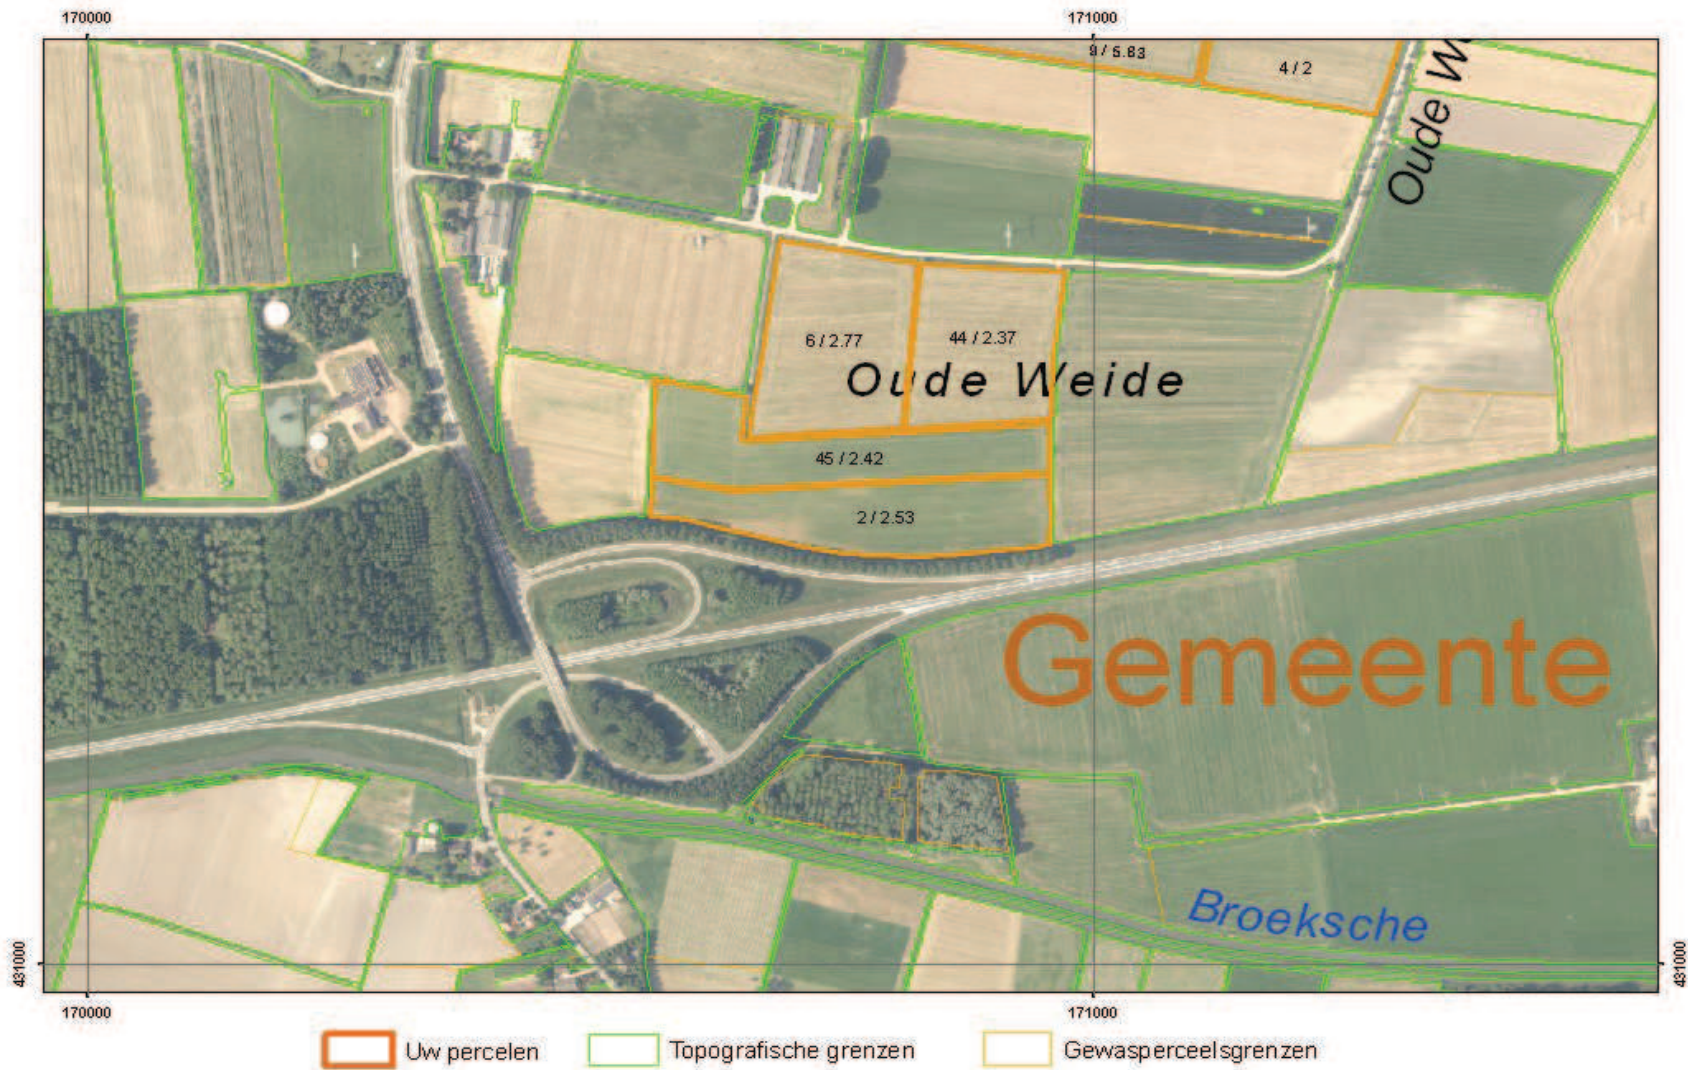 170000 171000
9 / 5.83
4 / 2
Oude W
6 / 2.77
44 / 2.37
Oude Weide
45 / 2.42
2 / 2.53
Gemeente
Broeksche
431000 431000
170000 171000
Uw percelen Topografische grenzen Gewasperceelsgrenzen